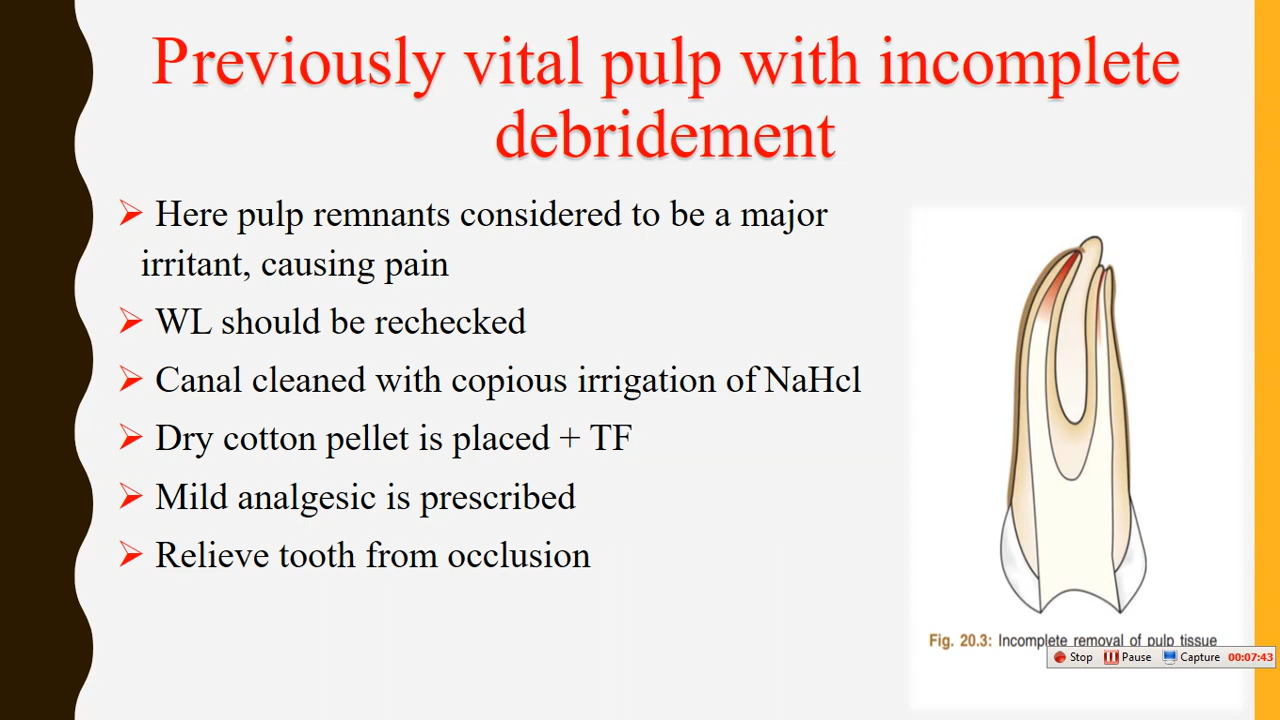 Previously vital pulp with incomplete
debridement
➢ Here pulp remnants considered to be a major
irritant, causing pain
➢ WL should be rechecked
➢ Canal cleaned with copious irrigation of NaHcl
➢ Dry cotton pellet is placed + TF
➢ Mild analgesic is prescribed
➢ Relieve tooth from occlusion
Fig. 20.3: Incomplete removal of pulp tissue
Stop Pause Capture 00:07:43